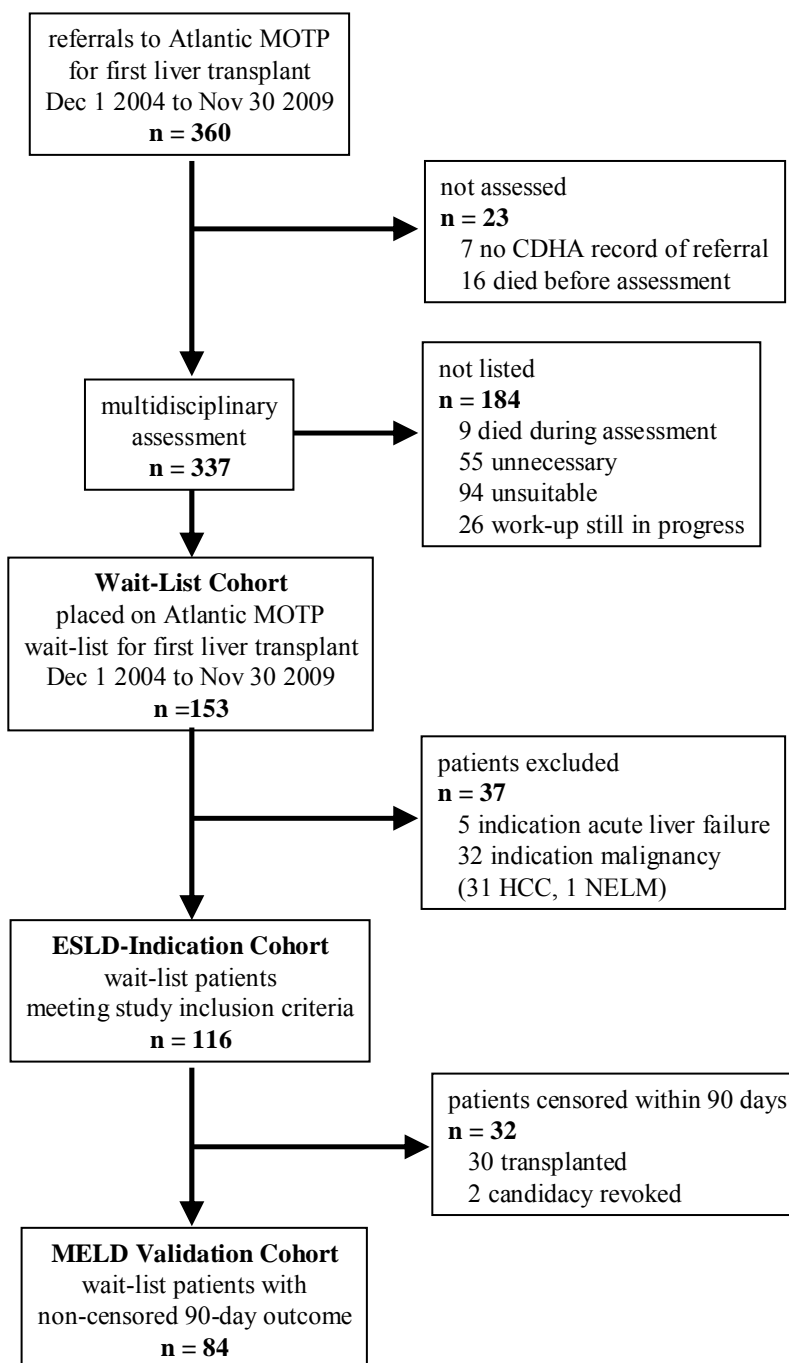 referrals to Atlantic MOTP
for first liver transplant
Dec 1 2004 to Nov 30 2009
n = 360
not assessed
n = 23
7 no CDHA record of referral
16 died before assessment
multidisciplinary
assessment
n = 337
not listed
n = 184
9 died during assessment
55 unnecessary
94 unsuitable
26 work-up still in progress
Wait-List Cohort
placed on Atlantic MOTP
wait-list for first liver transplant
Dec 1 2004 to Nov 30 2009
n =153
patients excluded
n = 37
5 indication acute liver failure
32 indication malignancy
(31 HCC, 1 NELM)
ESLD-Indication Cohort
wait-list patients
meeting study inclusion criteria
n = 116
patients censored within 90 days
n = 32
30 transplanted
2 candidacy revoked
MELD Validation Cohort
wait-list patients with
non-censored 90-day outcome
n = 84